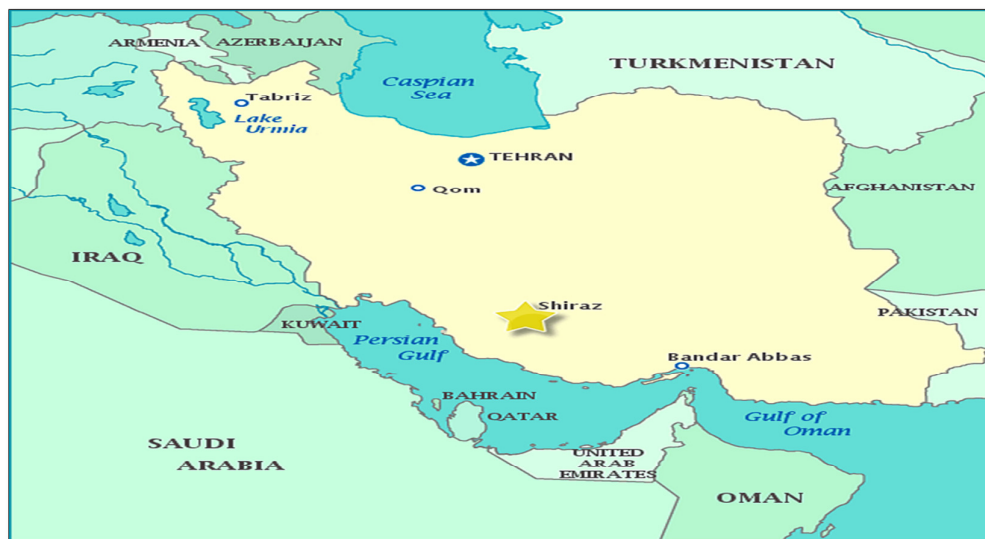 ARMENIA
AZERBAIJAN
Caspian
Sea
TURKMENISTAN
Tabriz
Lake
Urmia
TEHRAN
Qom
AFGHANISTAN
IRAQ
Shiraz
PAKISTAN
KUWAIT
Persian
Gulf
Bandar Abbas
BAHRAIN
QATAR
Gulf of
Oman
SAUDI
ARABIA
UNITED
ARAB
EMIRATES
OMAN